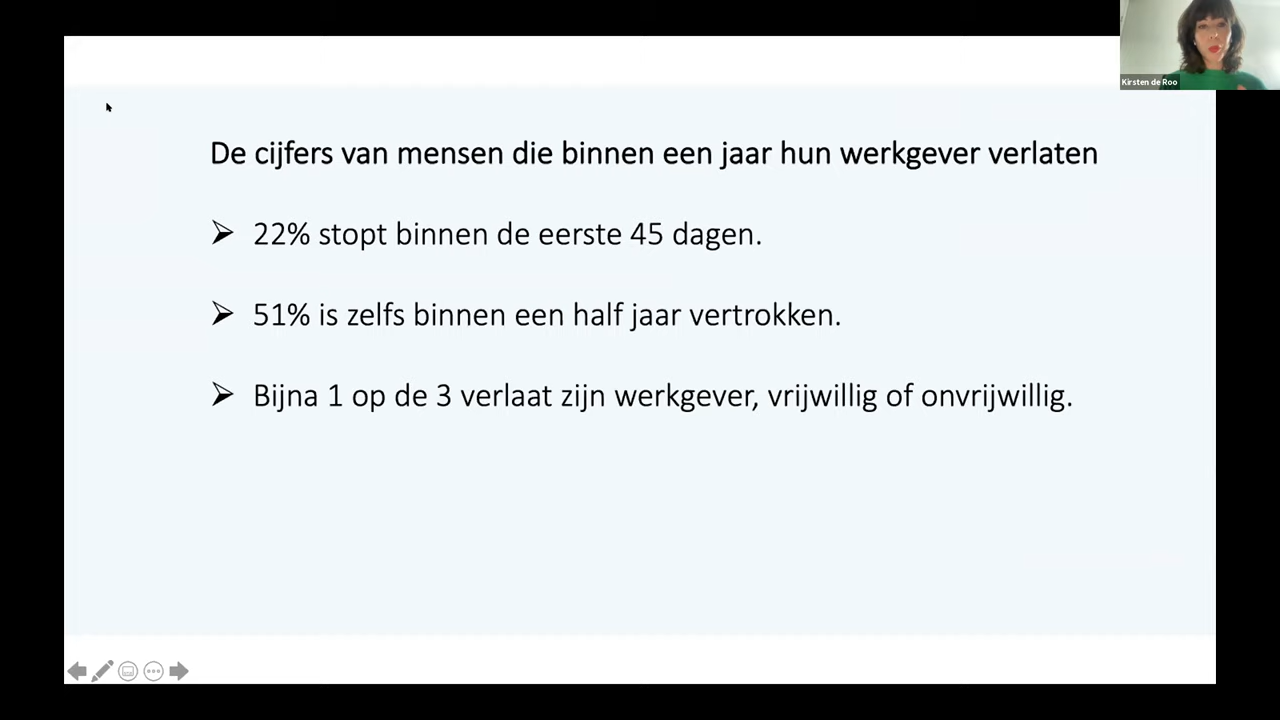 Kirsten de Roo
De cijfers van mensen die binnen een jaar hun werkgever verlaten
22% stopt binnen de eerste 45 dagen.
51% is zelfs binnen een half jaar vertrokken.
Bijna 1 op de 3 verlaat zijn werkgever, vrijwillig of onvrijwillig.